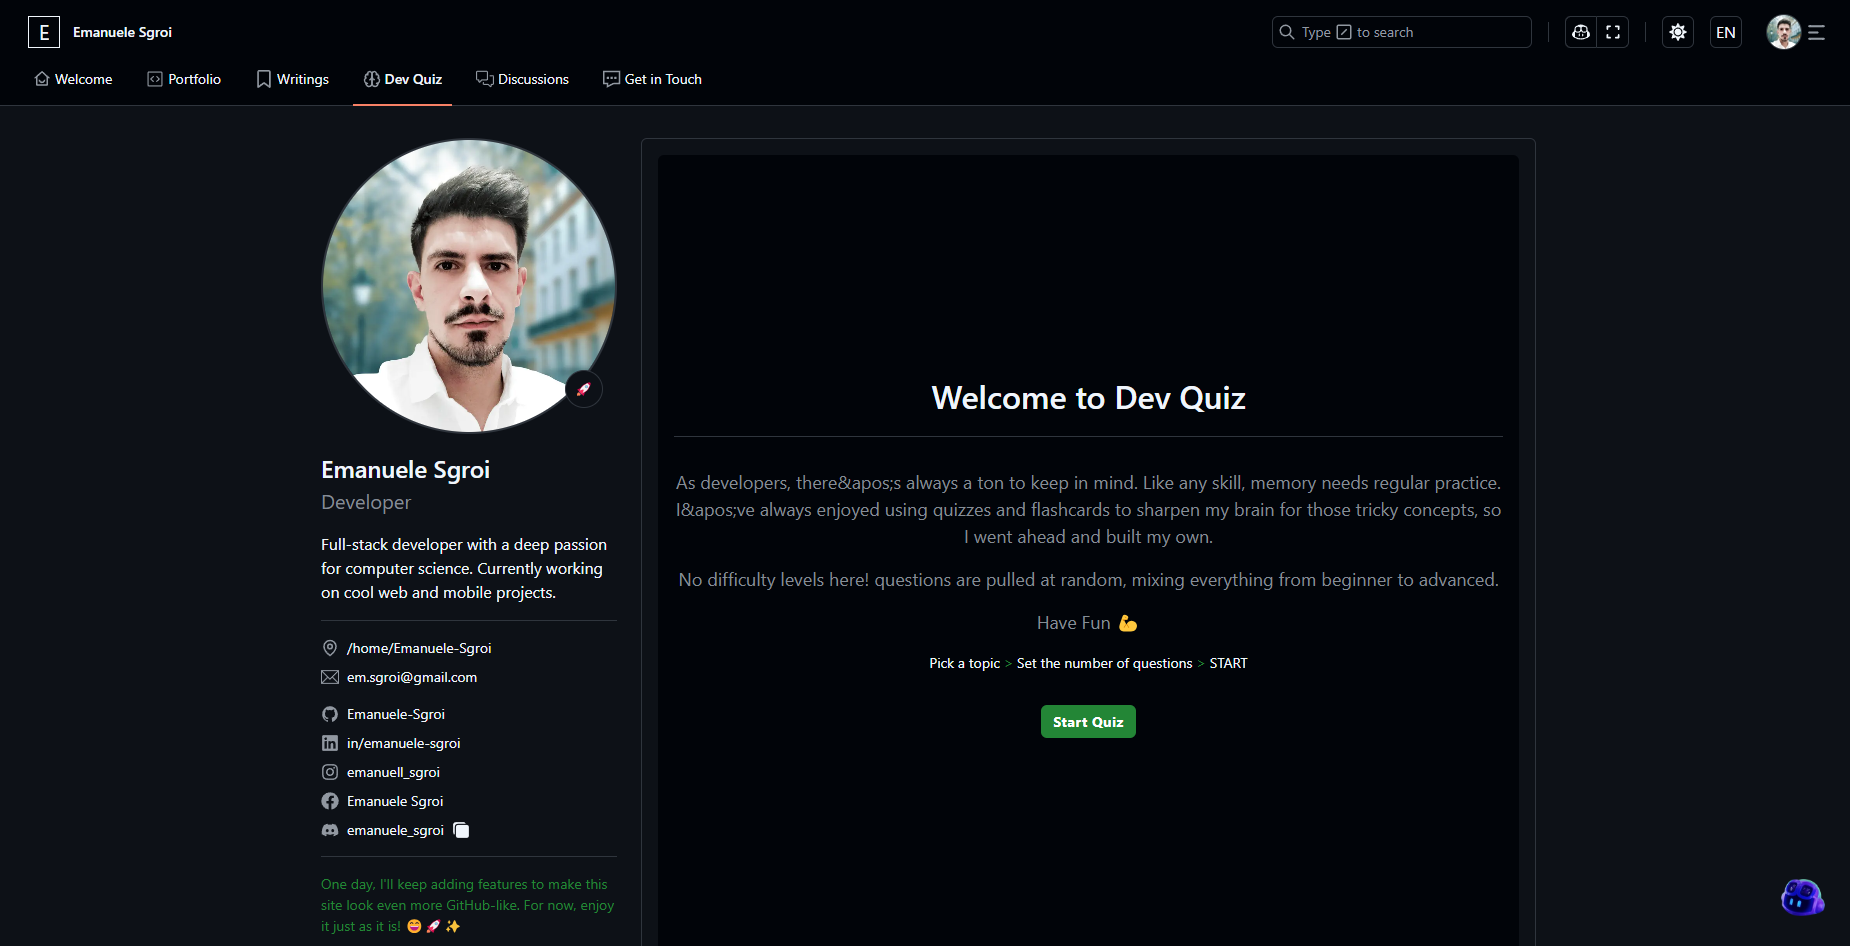 E Emanuele Sgroi
Type / to search
EN
Welcome Portfolio Writings Dev Quiz Discussions Get in Touch
Emanuele Sgroi
Developer
Full-stack developer with a deep passion
for computer science. Currently working
on cool web and mobile projects.
/home/Emanuele-Sgroi
em.sgroi@gmail.com
Emanuele-Sgroi
in/emanuele-sgroi
emanuell_sgroi
Emanuele Sgroi
emanuele_sgroi
One day, I'll keep adding features to make this
site look even more GitHub-like. For now, enjoy
it just as it is! 😄 🚀 ✨
Welcome to Dev Quiz
As developers, there&apos;s always a ton to keep in mind. Like any skill, memory needs regular practice.
I&apos;ve always enjoyed using quizzes and flashcards to sharpen my brain for those tricky concepts, so
I went ahead and built my own.
No difficulty levels here! questions are pulled at random, mixing everything from beginner to advanced.
Have Fun 💪
Pick a topic > Set the number of questions > START
Start Quiz